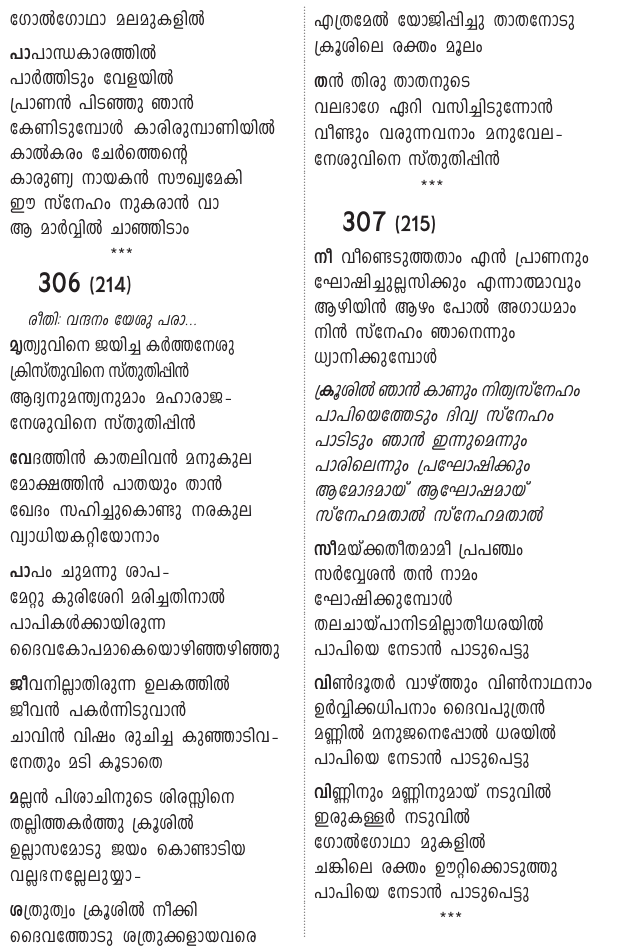 ഗോൽഗോഥാ മലമുകളിൽ
പാപാന്ധകാരത്തിൽ
പാർത്തിടും വേളയിൽ
പ്രാണൻ പിടഞ്ഞു ഞാൻ
കേണിടുമ്പോൾ കാരിരുമ്പാണിയിൽ
കാൽകരം ചേർത്തെന്റെ
കാരുണ്യ നായകൻ സൗഖ്യമേകി
ഈ സ്നേഹം നുകരാൻ വാ
ആ മാർവ്വിൽ ചാഞ്ഞിടാം
***
306 (214)
രീതി: വന്ദനം യേശു പരാ...
മൃത്യുവിനെ ജയിച്ച കർത്തനേശു
ക്രിസ്തുവിനെ സ്തുതിപ്പിൻ
ആദ്യനുമന്ത്യനുമാം മഹാരാജ-
നേശുവിനെ സ്തുതിപ്പിൻ
വേദത്തിൻ കാതലിവൻ മനുകുല
മോക്ഷത്തിൻ പാതയും താൻ
ഖേദം സഹിച്ചുകൊണ്ടു നരകുല
വ്യാധിയകറ്റിയോനാം
പാപം ചുമന്നു ശാപ-
മേറ്റു കുരിശേറി മരിച്ചതിനാൽ
പാപികൾക്കായിരുന്ന
ദൈവകോപമാകെയൊഴിഞ്ഞഴിഞ്ഞു
ജീവനില്ലാതിരുന്ന ഉലകത്തിൽ
ജീവൻ പകർന്നിടുവാൻ
ചാവിൻ വിഷം രുചിച്ച കുഞ്ഞാടിവ-
നേതും മടി കൂടാതെ
മല്ലൻ പിശാചിനുടെ ശിരസ്സിനെ
തല്ലിത്തകർത്തു ക്രൂശിൽ
ഉല്ലാസമോടു ജയം കൊണ്ടാടിയ
വല്ലഭനല്ലേലുയ്യാ-
ശത്രുത്വം ക്രൂശിൽ നീക്കി
ദൈവത്തോടു ശത്രുക്കളായവരെ
എത്രമേൽ യോജിപ്പിച്ചു താതനോടു
ക്രൂശിലെ രക്തം മൂലം
തൻ തിരു താതനുടെ
വലഭാഗേ ഏറി വസിച്ചിടുന്നോൻ
വീണ്ടും വരുന്നവനാം മനുവേല-
നേശുവിനെ സ്തുതിപ്പിൻ
***
307 (215)
നീ വീണ്ടെടുത്തതാം എൻ പ്രാണനും
ഘോഷിച്ചുല്ലസിക്കും എന്നാത്മാവും
ആഴിയിൻ ആഴം പോൽ അഗാധമാം
നിൻ സ്നേഹം ഞാനെന്നും
ധ്യാനിക്കുമ്പോൾ
ക്രൂശിൽ ഞാൻ കാണും നിത്യസ്നേഹം
പാപിയെത്തേടും ദിവ്യ സ്നേഹം
പാടിടും ഞാൻ ഇന്നുമെന്നും
പാരിലെന്നും പ്രഘോഷിക്കും
ആമോദമായ് ആഘോഷമായ്
സ്നേഹമതാൽ സ്നേഹമതാൽ
സീമയ്ക്കതീതമാമീ പ്രപഞ്ചം
സർവ്വേശൻ തൻ നാമം
ഘോഷിക്കുമ്പോൾ
തലചായ്പാനിടമില്ലാതീധരയിൽ
പാപിയെ നേടാൻ പാടുപെട്ടു
വിൺദൂതർ വാഴ്ത്തും വിൺനാഥനാം
ഉർവ്വിക്കധിപനാം ദൈവപുത്രൻ
മണ്ണിൽ മനുജനെപ്പോൽ ധരയിൽ
പാപിയെ നേടാൻ പാടുപെട്ടു
വിണ്ണിനും മണ്ണിനുമായ് നടുവിൽ
ഇരുകള്ളർ നടുവിൽ
ഗോൽഗോഥാ മുകളിൽ
ചങ്കിലെ രക്തം ഊറ്റിക്കൊടുത്തു
പാപിയെ നേടാൻ പാടുപെട്ടു
***